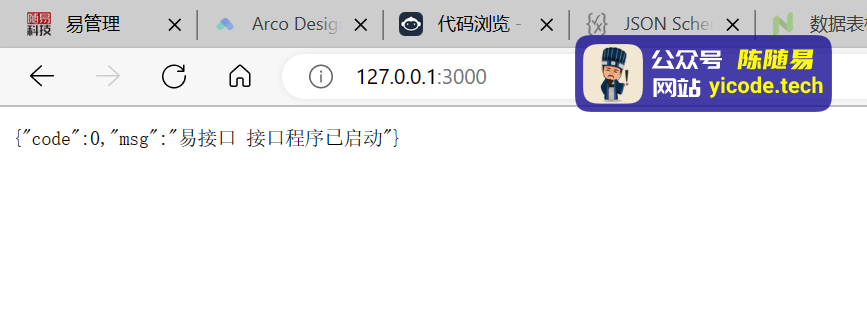 随易
科技
易管理
Arco Desig
代码浏览 -
JSON Scher
数据表格
127.0.0.1:3000
公众号 陈随易
网站 yicode.tech
{"code":0,"msg":"易接口 接口程序已启动"}